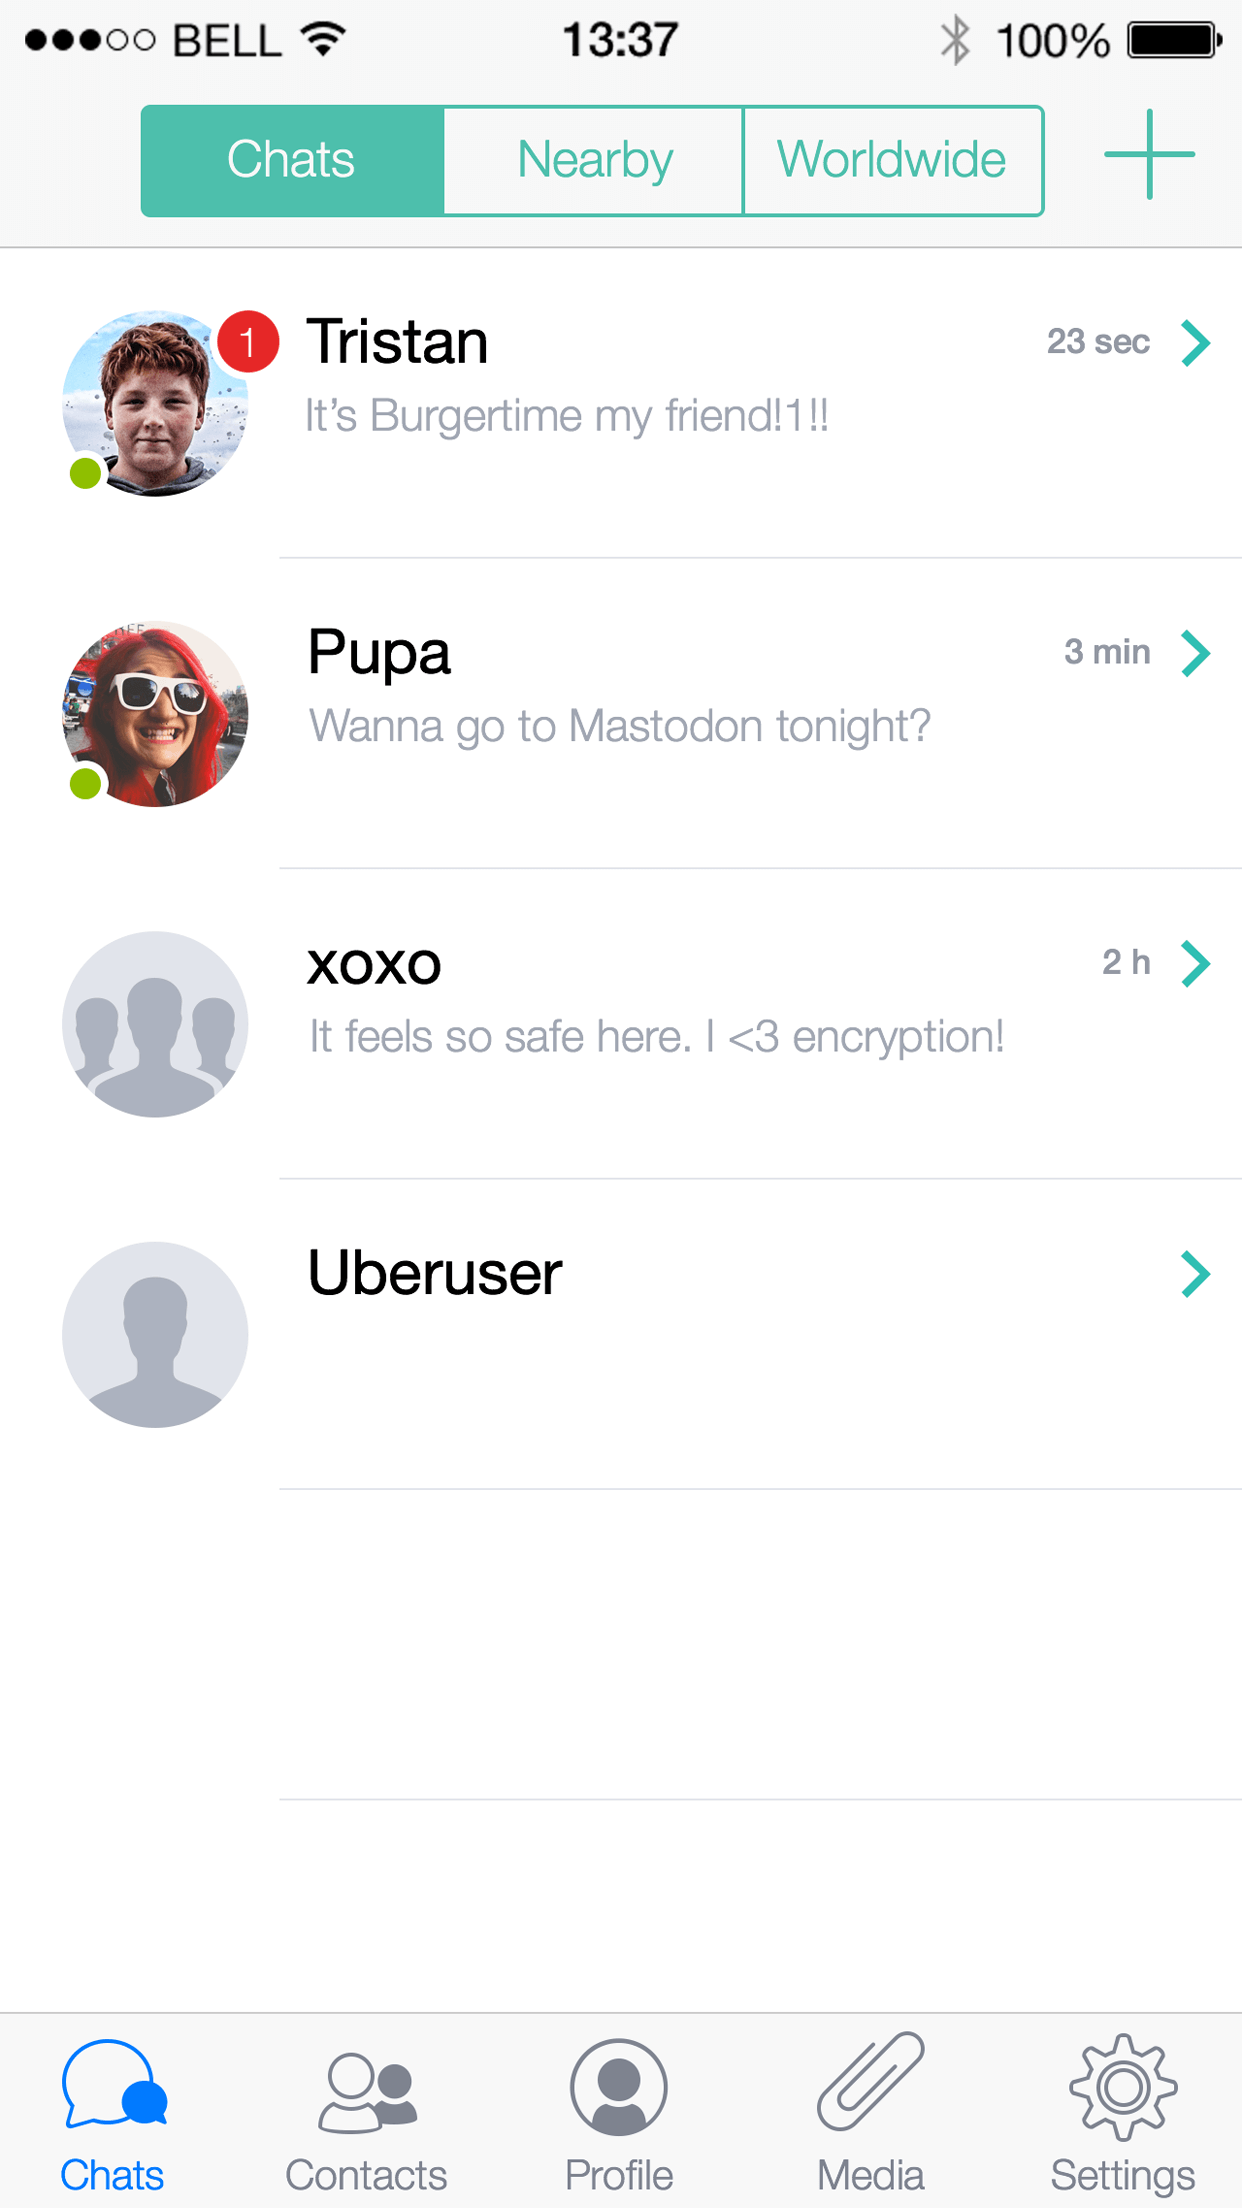 BELL 13:37 100%
Chats Nearby Worldwide
1
Tristan 23 sec
It’s Burgertime my friend!1!!
Pupa 3 min
Wanna go to Mastodon tonight?
xoxo 2 h
It feels so safe here. I <3 encryption!
Uberuser
Chats Contacts Profile Media Settings